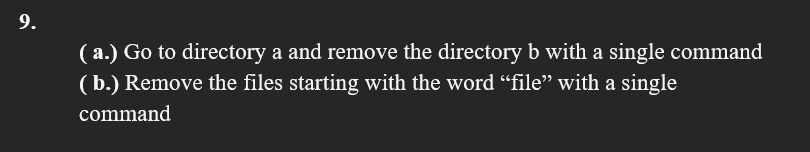 9.
( a.) Go to directory a and remove the directory b with a single command
( b.) Remove the files starting with the word “file” with a single
command